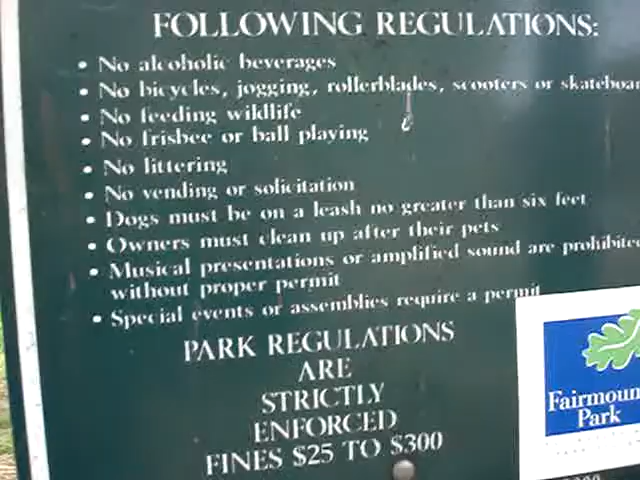 FOLLOWING REGULATIONS:
• No alcoholic beverages
• No bicycles, jogging, rollerblades, scooters or
• No feeding wildlife
• No frisbee or ball playing
• No littering
• No vending or solicitation
• Dogs must be on a leash no greater than six feet
• Owners must clean up after their pets
• Musical presentations or amplified sound are
without proper permit
• Special events or assemblies require a permit
PARK REGULATIONS
ARE
STRICTLY
ENFORCED
FINES $25 TO $300
Park